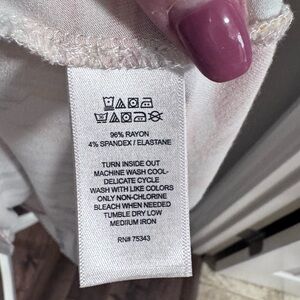 96% RAYON
4% SPANDEX / ELASTANE
TURN INSIDE OUT
MACHINE WASH COOL-
DELICATE CYCLE
WASH WITH LIKE COLORS
ONLY NON-CHLORINE
BLEACH WHEN NEEDED
TUMBLE DRY LOW
MEDIUM IRON
RN# 75343